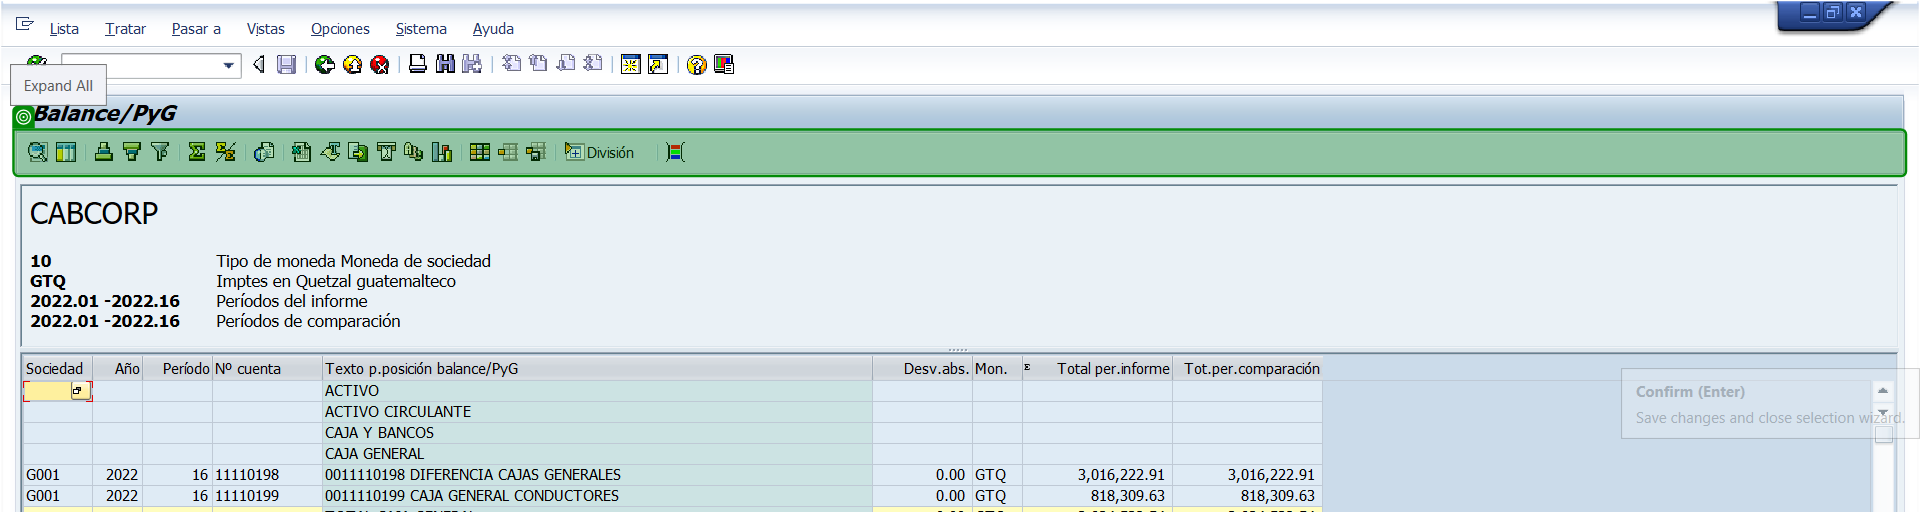 Lista Tratar Pasar a Vistas Opciones Sistema Ayuda
Expand All
Balance/PyG
División
CABCORP
10 Tipo de moneda Moneda de sociedad
GTQ Imptes en Quetzal guatemalteco
2022.01 -2022.16 Períodos del informe
2022.01 -2022.16 Períodos de comparación
Sociedad Año Período Nº cuenta Texto p.posición balance/PyG Desv.abs. Mon. Σ Total per.informe Tot.per.comparación
ACTIVO
Confirm (Enter)
ACTIVO CIRCULANTE
Save changes and close selection wizard.
CAJA Y BANCOS
CAJA GENERAL
G001 2022 16 11110198 0011110198 DIFERENCIA CAJAS GENERALES 0.00 GTQ 3,016,222.91 3,016,222.91
G001 2022 16 11110199 0011110199 CAJA GENERAL CONDUCTORES 0.00 GTQ 818,309.63 818,309.63